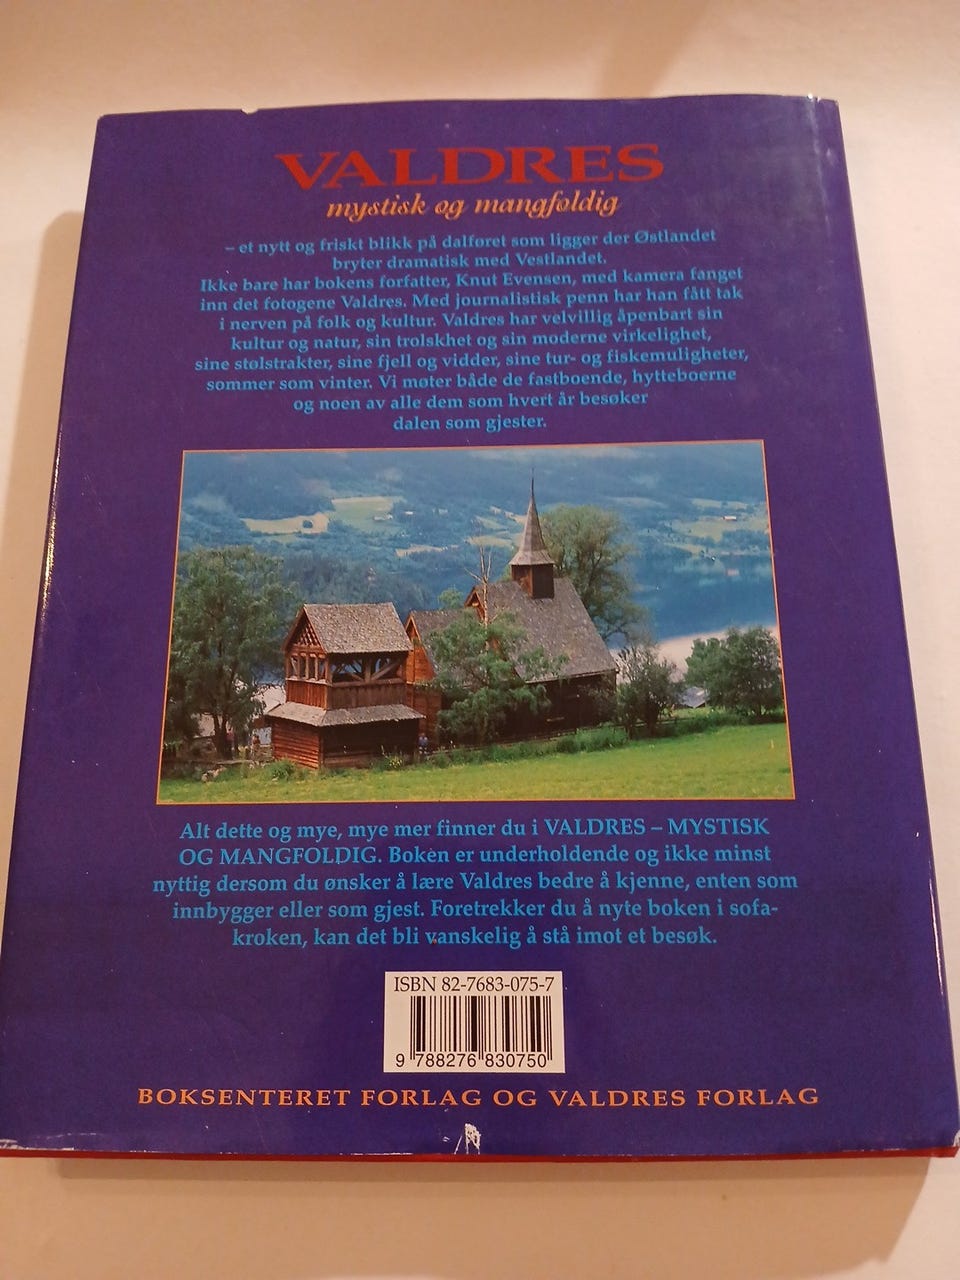 VALDRES
mystisk og mangfoldig
– et nytt og friskt blikk på dalføret som ligger der Østlandet
bryter dramatisk med Vestlandet.
Ikke bare har bokens forfatter, Knut Evensen, med kamera fanget
inn det fotogene Valdres. Med journalistisk penn har han fått tak
i nerven på folk og kultur. Valdres har velvillig åpenbart sin
kultur og natur, sin trolskhet og sin moderne virkelighet,
sine stølstrakter, sine fjell og vidder, sine tur- og fiskemuligheter,
sommer som vinter. Vi møter både de fastboende, hytteboerne
og noen av alle dem som hvert år besøker
dalen som gjester.
Alt dette og mye, mye mer finner du i VALDRES – MYSTISK
OG MANGFOLDIG. Boken er underholdende og ikke minst
nyttig dersom du ønsker å lære Valdres bedre å kjenne, enten som
innbygger eller som gjest. Foretrekker du å nyte boken i sofa-
kroken, kan det bli vanskelig å stå imot et besøk.
ISBN 82-7683-075-7
9 788276 830750
BOKSENTERET FORLAG OG VALDRES FORLAG